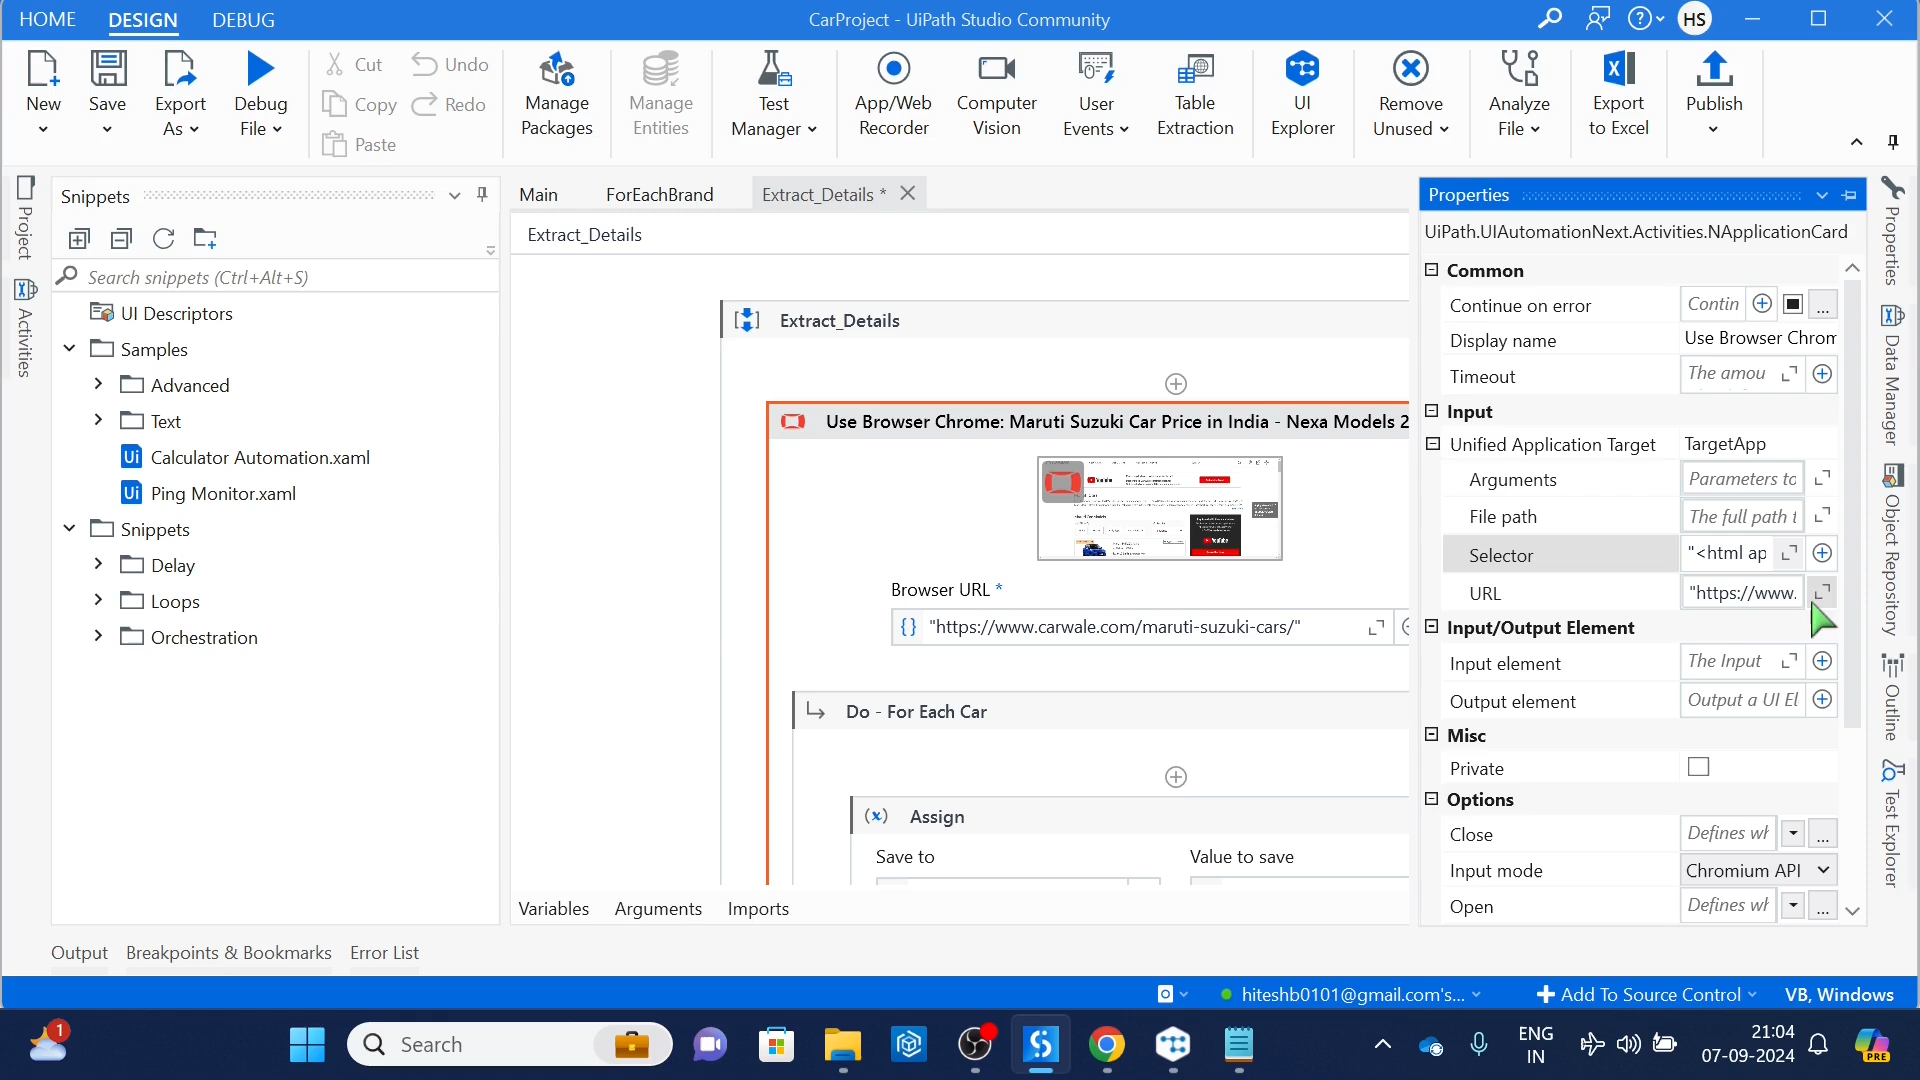 HOME DESIGN DEBUG CarProject - UiPath Studio Community HS
New Save Export As Debug File Cut Copy Paste Undo Redo Manage Packages Manage Entities Test Manager App/Web Recorder Computer Vision User Events Table Extraction UI Explorer Remove Unused Analyze File Export to Excel Publish
Project
Activities
Snippets
Search snippets (Ctrl+Alt+S)
UI Descriptors
Samples
Advanced
Text
Calculator Automation.xaml
Ping Monitor.xaml
Snippets
Delay
Loops
Orchestration
Main ForEachBrand Extract_Details *
Extract_Details
Extract_Details
Use Browser Chrome: Maruti Suzuki Car Price in India - Nexa Models 2
Browser URL *
"https://www.carwale.com/maruti-suzuki-cars/"
Do - For Each Car
Assign
Save to Value to save
Variables Arguments Imports
Properties
UiPath.UIAutomationNext.Activities.NApplicationCard
Common
Continue on error Contin
Display name Use Browser Chrom
Timeout The amou
Input
Unified Application Target TargetApp
Arguments Parameters to
File path The full path t
Selector "<html ap
URL "https://www.
Input/Output Element
Input element The Input
Output element Output a UI El
Misc
Private
Options
Close Defines wh
Input mode Chromium API
Open Defines wh
Properties
Data Manager
Object Repository
Outline
Test Explorer
Output Breakpoints & Bookmarks Error List
hiteshb0101@gmail.com's... Add To Source Control VB, Windows
1 Search ENG IN 21:04 07-09-2024 PRE